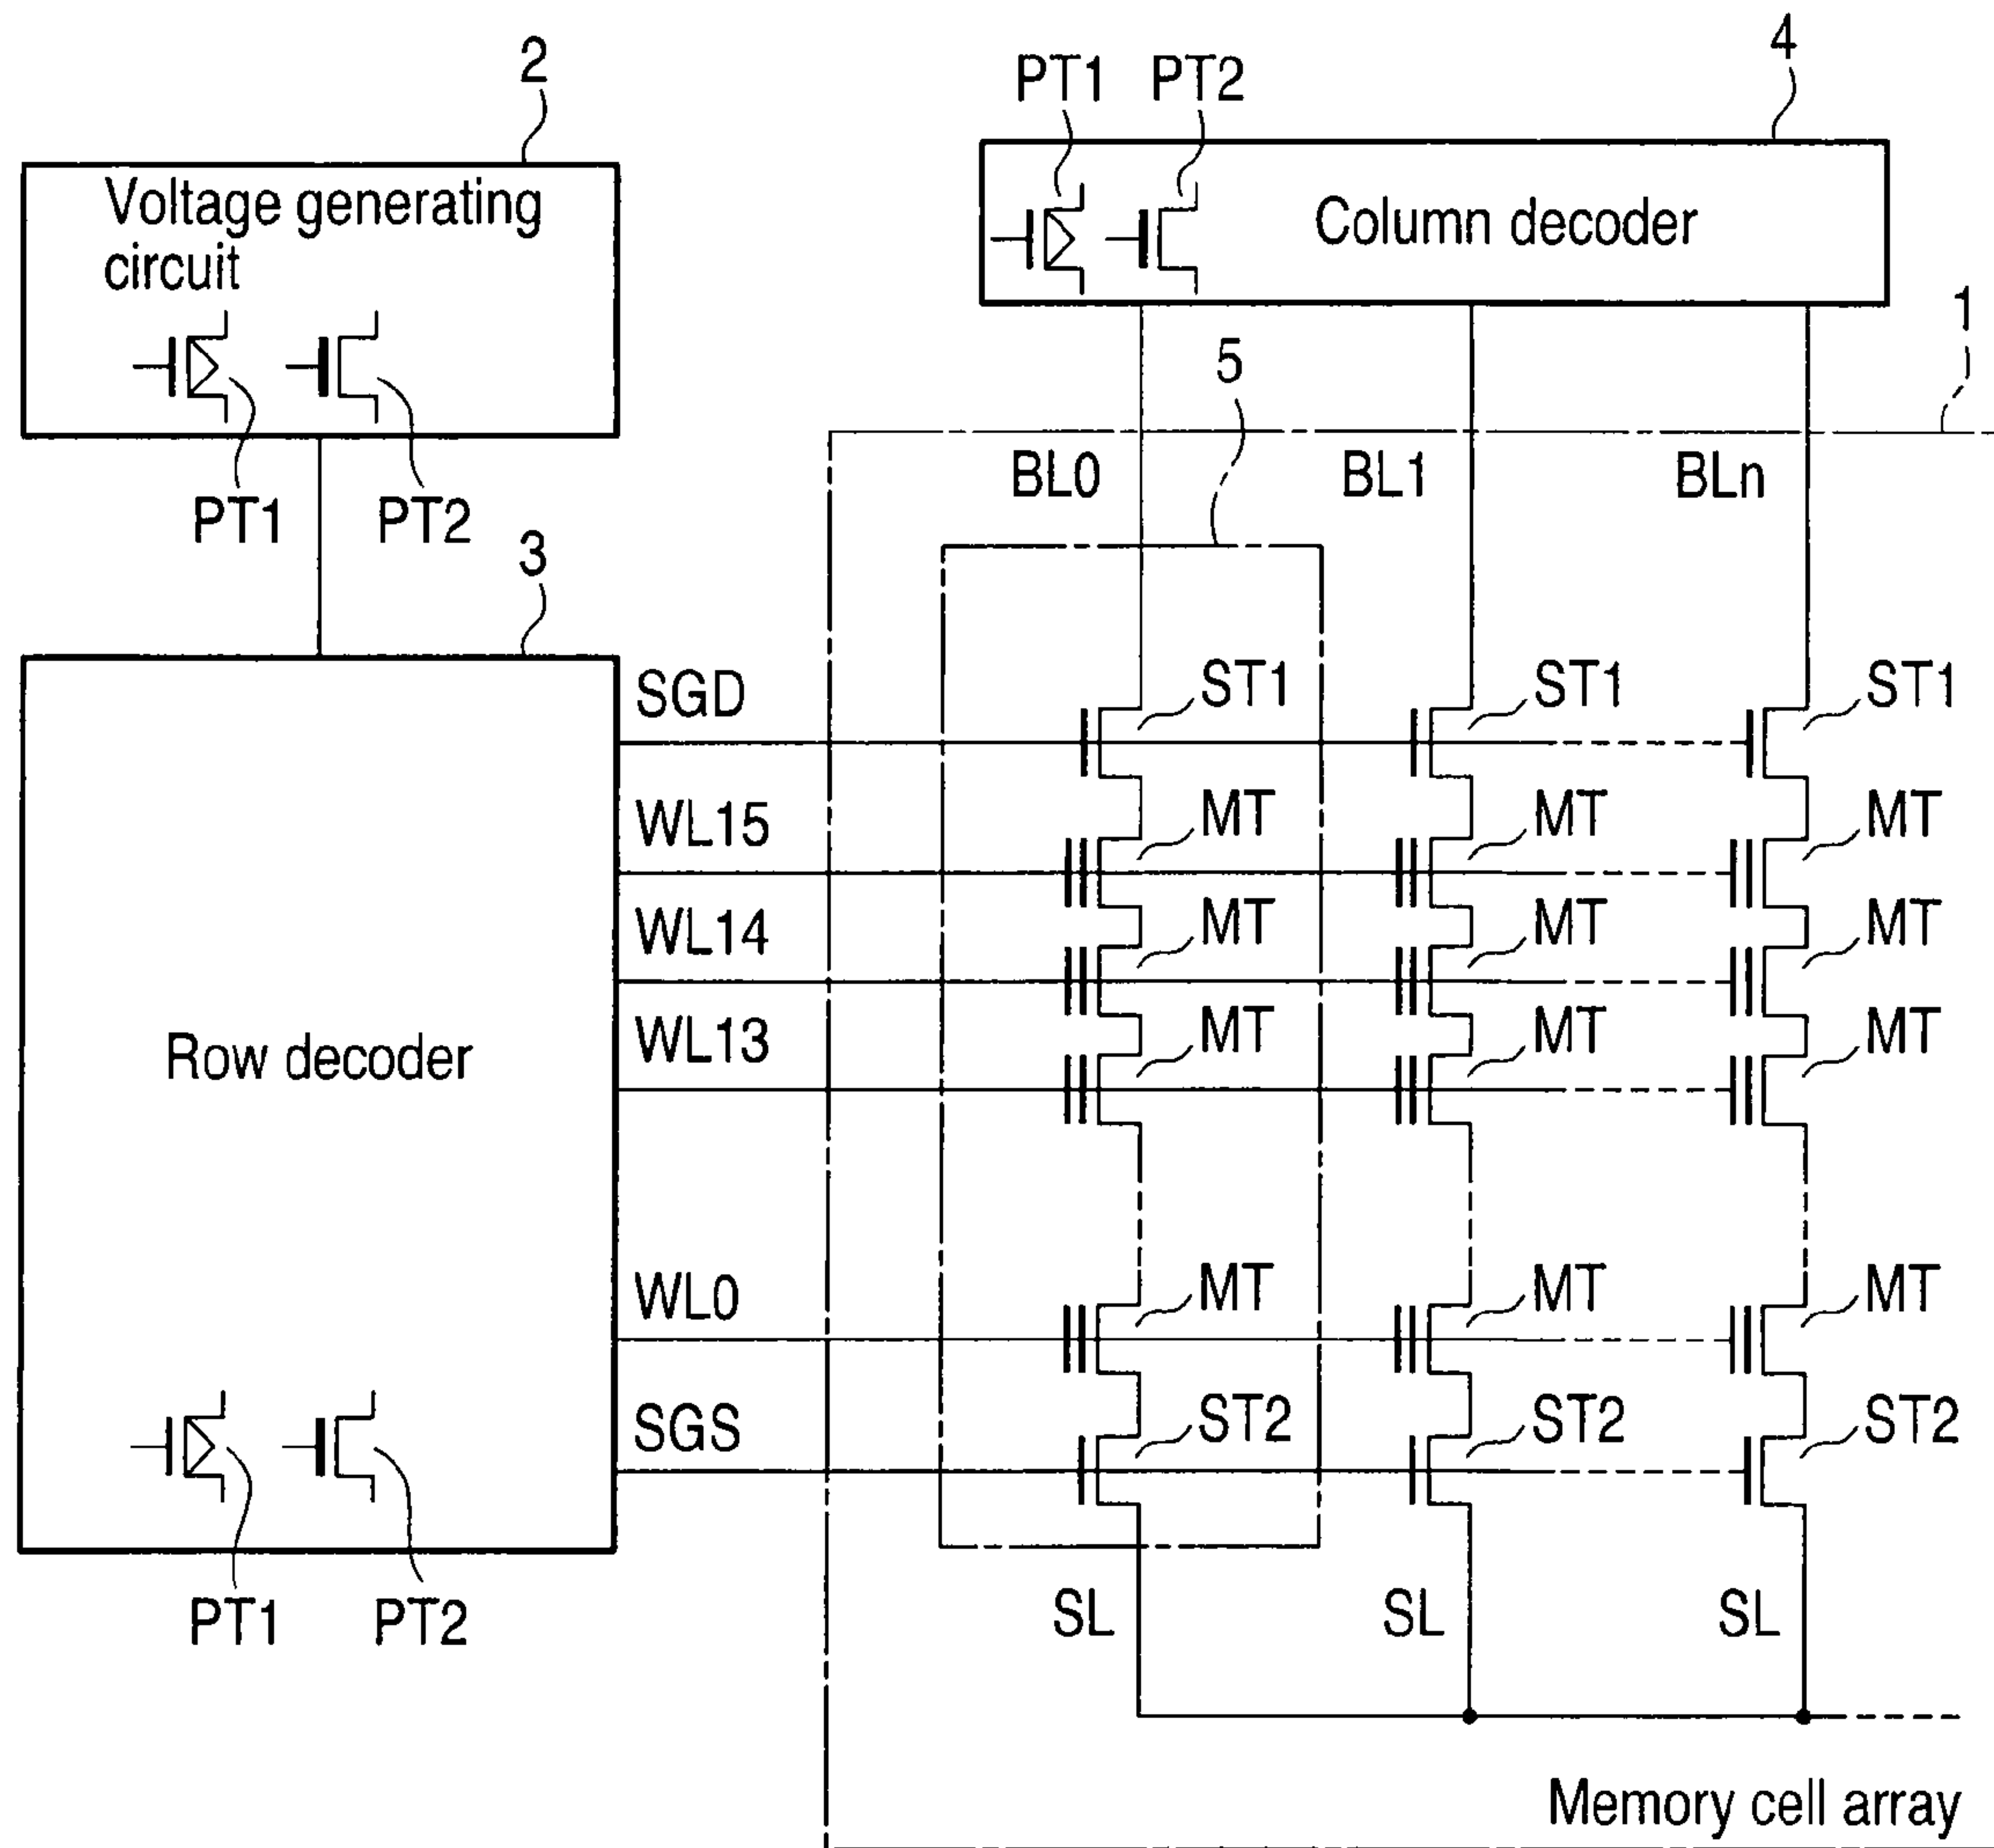 2
4
PT1 PT2
Voltage generating
circuit
Column decoder
1
5
BL0 BL1 BLn
PT1 PT2
3
SGD ST1 ST1 ST1
WL15 MT MT MT
WL14 MT MT MT
WL13 MT MT MT
Row decoder
WL0 MT MT MT
SGS ST2 ST2 ST2
PT1 PT2
SL SL SL
Memory cell array